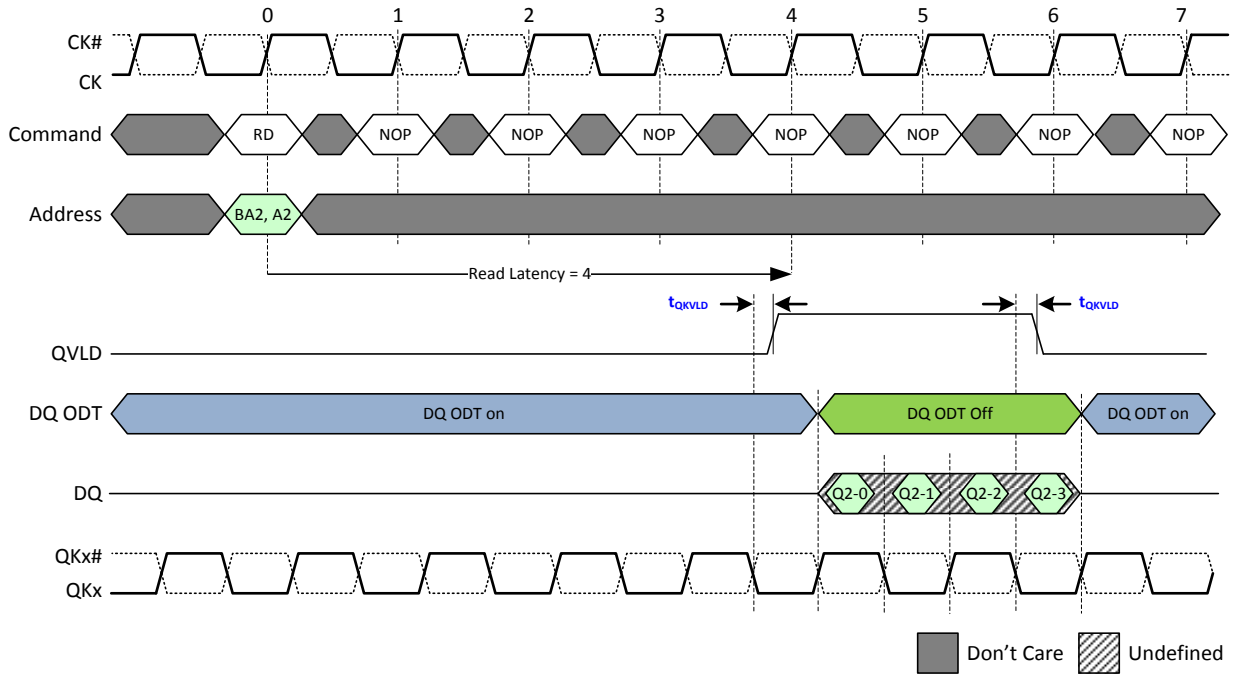 0 1 2 3 4 5 6 7
CK#
CK
Command RD NOP NOP NOP NOP NOP NOP NOP
Address BA2, A2
Read Latency = 4
tQKVLD tQKVLD
QVLD
DQ ODT DQ ODT on DQ ODT Off DQ ODT on
DQ Q2-0 Q2-1 Q2-2 Q2-3
QKx#
QKx
Don't Care Undefined